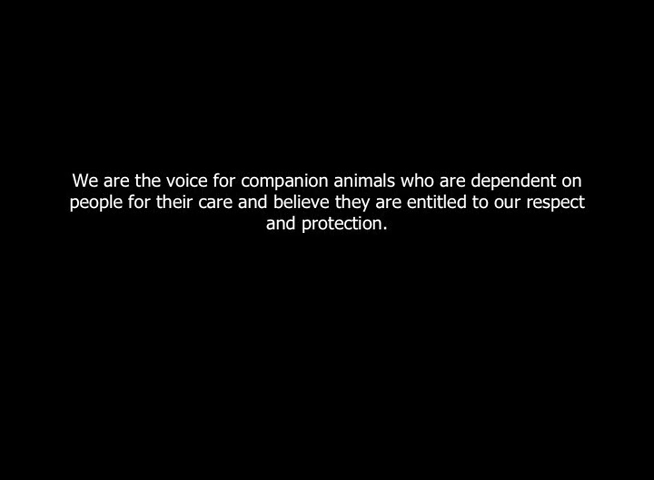 We are the voice for companion animals who are dependent on
people for their care and believe they are entitled to our respect
and protection.